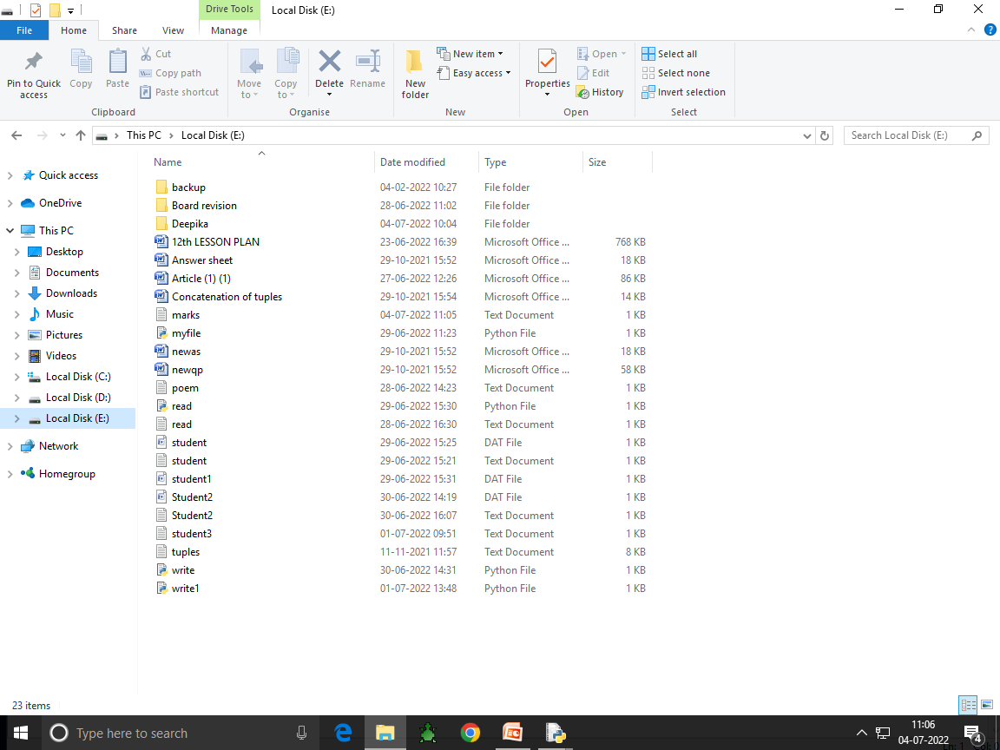 Drive Tools Local Disk (E:)
File Home Share View Manage
Pin to Quick access
Copy
Paste
Cut
Copy path
Paste shortcut
Clipboard
Move to
Copy to
Delete
Rename
Organise
New folder
New item
Easy access
New
Properties
Open
Edit
History
Open
Select all
Select none
Invert selection
Select
This PC Local Disk (E:) Search Local Disk (E:)
Quick access
OneDrive
This PC
Desktop
Documents
Downloads
Music
Pictures
Videos
Local Disk (C:)
Local Disk (D:)
Local Disk (E:)
Network
Homegroup
Name Date modified Type Size
backup 04-02-2022 10:27 File folder
Board revision 28-06-2022 11:02 File folder
Deepika 04-07-2022 10:04 File folder
12th LESSON PLAN 23-06-2022 16:39 Microsoft Office ... 768 KB
Answer sheet 29-10-2021 15:52 Microsoft Office ... 18 KB
Article (1) (1) 27-06-2022 12:26 Microsoft Office ... 86 KB
Concatenation of tuples 29-10-2021 15:54 Microsoft Office ... 14 KB
marks 04-07-2022 11:05 Text Document 1 KB
myfile 29-06-2022 11:23 Python File 1 KB
newas 29-10-2021 15:52 Microsoft Office ... 18 KB
newqp 29-10-2021 15:52 Microsoft Office ... 58 KB
poem 28-06-2022 14:23 Text Document 1 KB
read 29-06-2022 15:30 Python File 1 KB
read 28-06-2022 16:30 Text Document 1 KB
student 29-06-2022 15:25 DAT File 1 KB
student 29-06-2022 15:21 Text Document 1 KB
student1 29-06-2022 15:31 DAT File 1 KB
Student2 30-06-2022 14:19 DAT File 1 KB
Student2 30-06-2022 16:07 Text Document 1 KB
student3 01-07-2022 09:51 Text Document 1 KB
tuples 11-11-2021 11:57 Text Document 8 KB
write 30-06-2022 14:31 Python File 1 KB
write1 01-07-2022 13:48 Python File 1 KB
23 items
Type here to search
11:06
04-07-2022
4